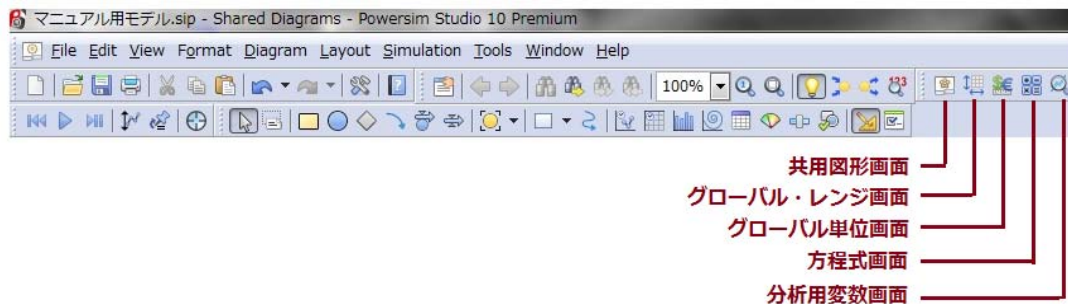 マニュアル用モデル.sip - Shared Diagrams - Powersim Studio 10 Premium
File Edit View Format Diagram Layout Simulation Tools Window Help
100%
123
共用図形画面
グローバル・レンジ画面
グローバル単位画面
方程式画面
分析用変数画面